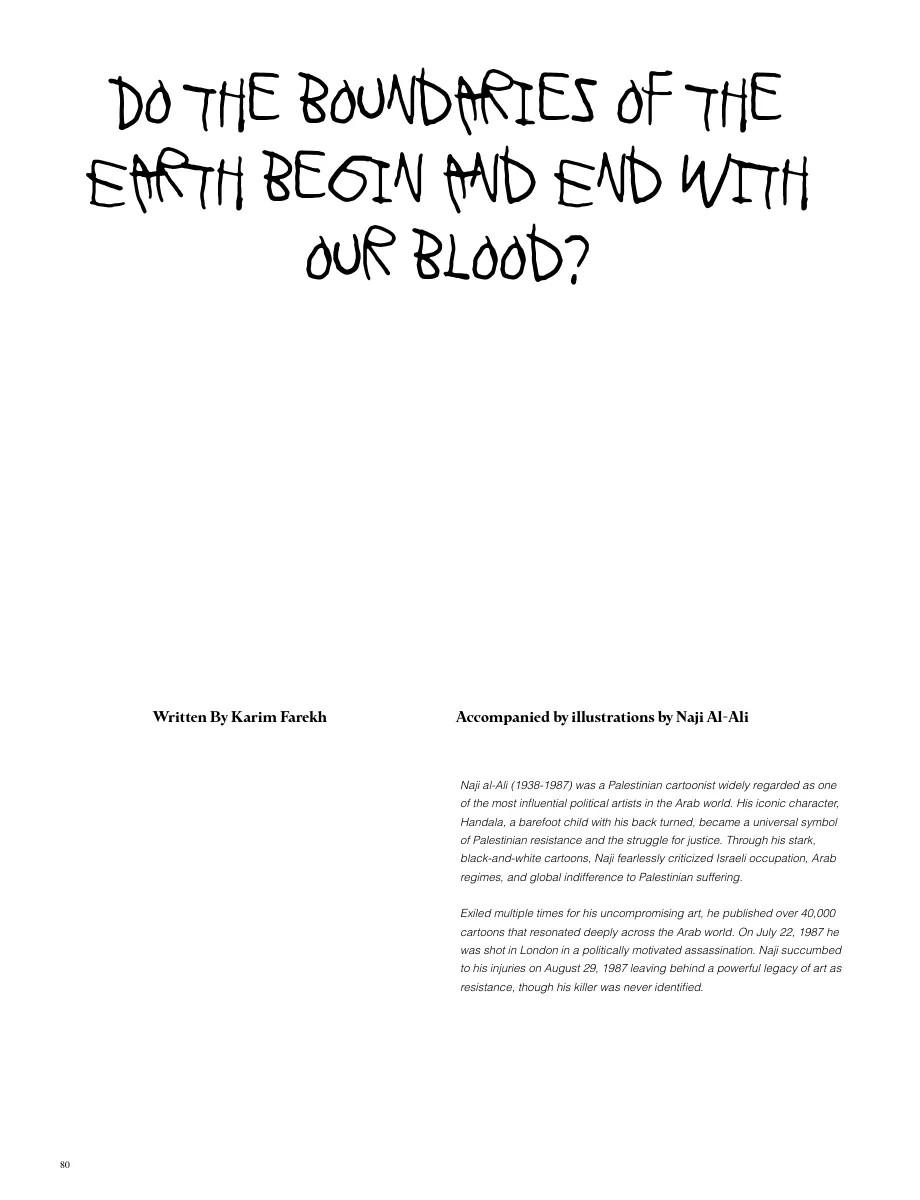 DO THE BOUNDARIES OF THE
EARTH BEGIN AND END WITH
OUR BLOOD?
Written By Karim Farekh
Accompanied by illustrations by Naji Al-Ali
Naji al-Ali (1938-1987) was a Palestinian cartoonist widely regarded as one
of the most influential political artists in the Arab world. His iconic character,
Handala, a barefoot child with his back turned, became a universal symbol
of Palestinian resistance and the struggle for justice. Through his stark,
black-and-white cartoons, Naji fearlessly criticized Israeli occupation, Arab
regimes, and global indifference to Palestinian suffering.
Exiled multiple times for his uncompromising art, he published over 40,000
cartoons that resonated deeply across the Arab world. On July 22, 1987 he
was shot in London in a politically motivated assassination. Naji succumbed
to his injuries on August 29, 1987 leaving behind a powerful legacy of art as
resistance, though his killer was never identified.
80